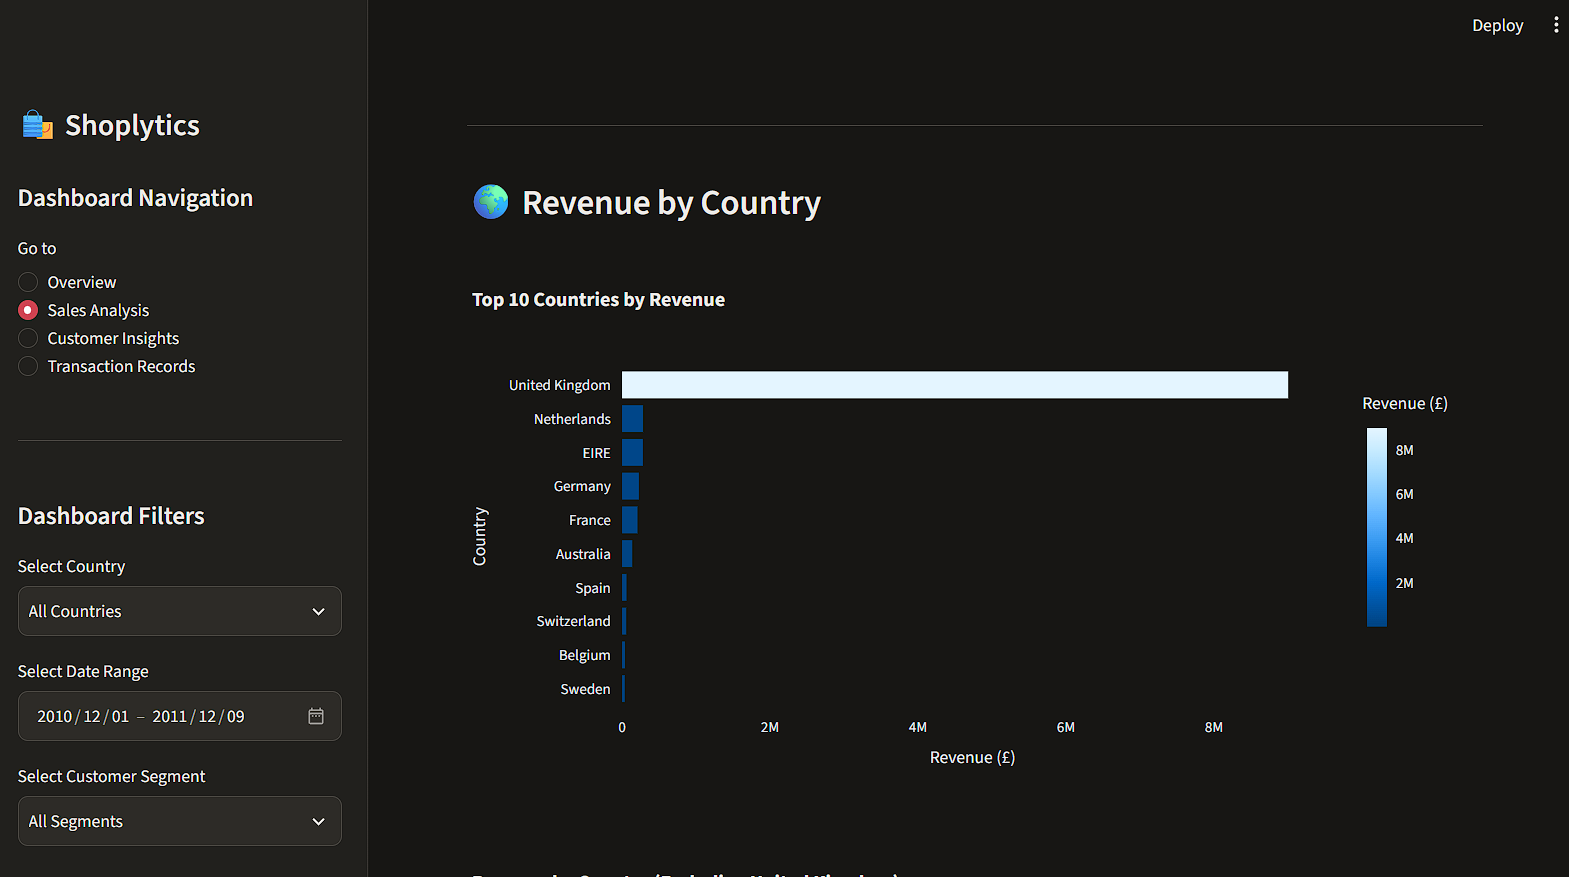 Deploy
Shoplytics
Dashboard Navigation
Go to
Overview
Sales Analysis
Customer Insights
Transaction Records
Dashboard Filters
Select Country
All Countries
Select Date Range
2010/12/01 – 2011/12/09
Select Customer Segment
All Segments
Revenue by Country
Top 10 Countries by Revenue
Country
United Kingdom
Netherlands
EIRE
Germany
France
Australia
Spain
Switzerland
Belgium
Sweden
0 2M 4M 6M 8M
Revenue (£)
Revenue (£)
8M
6M
4M
2M